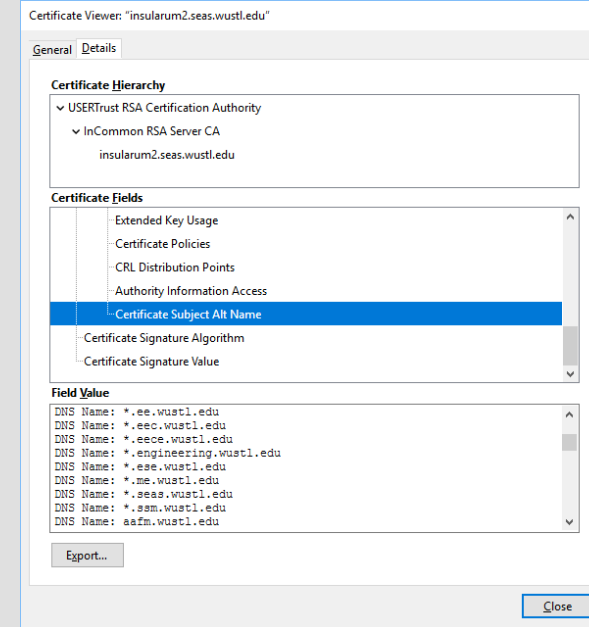 Certificate Viewer: "insularum2.seas.wustl.edu"
General Details
Certificate Hierarchy
USERTrust RSA Certification Authority
InCommon RSA Server CA
insularum2.seas.wustl.edu
Certificate Fields
Extended Key Usage
Certificate Policies
CRL Distribution Points
Authority Information Access
Certificate Subject Alt Name
Certificate Signature Algorithm
Certificate Signature Value
Field Value
DNS Name: *.ee.wustl.edu
DNS Name: *.eec.wustl.edu
DNS Name: *.eece.wustl.edu
DNS Name: *.engineering.wustl.edu
DNS Name: *.ese.wustl.edu
DNS Name: *.me.wustl.edu
DNS Name: *.seas.wustl.edu
DNS Name: *.ssm.wustl.edu
DNS Name: aafm.wustl.edu
Export...
Close